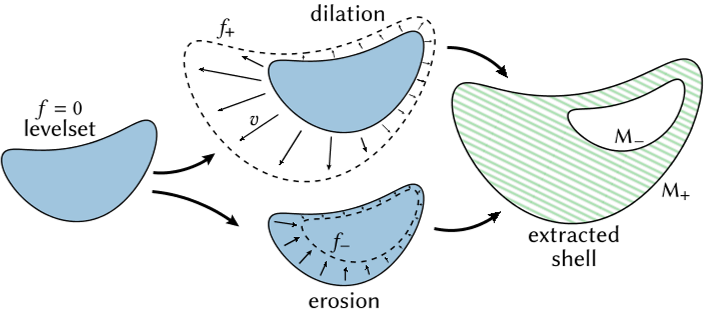 dilation
f+
f = 0
levelset
v
M−
M+
f−
extracted
shell
erosion